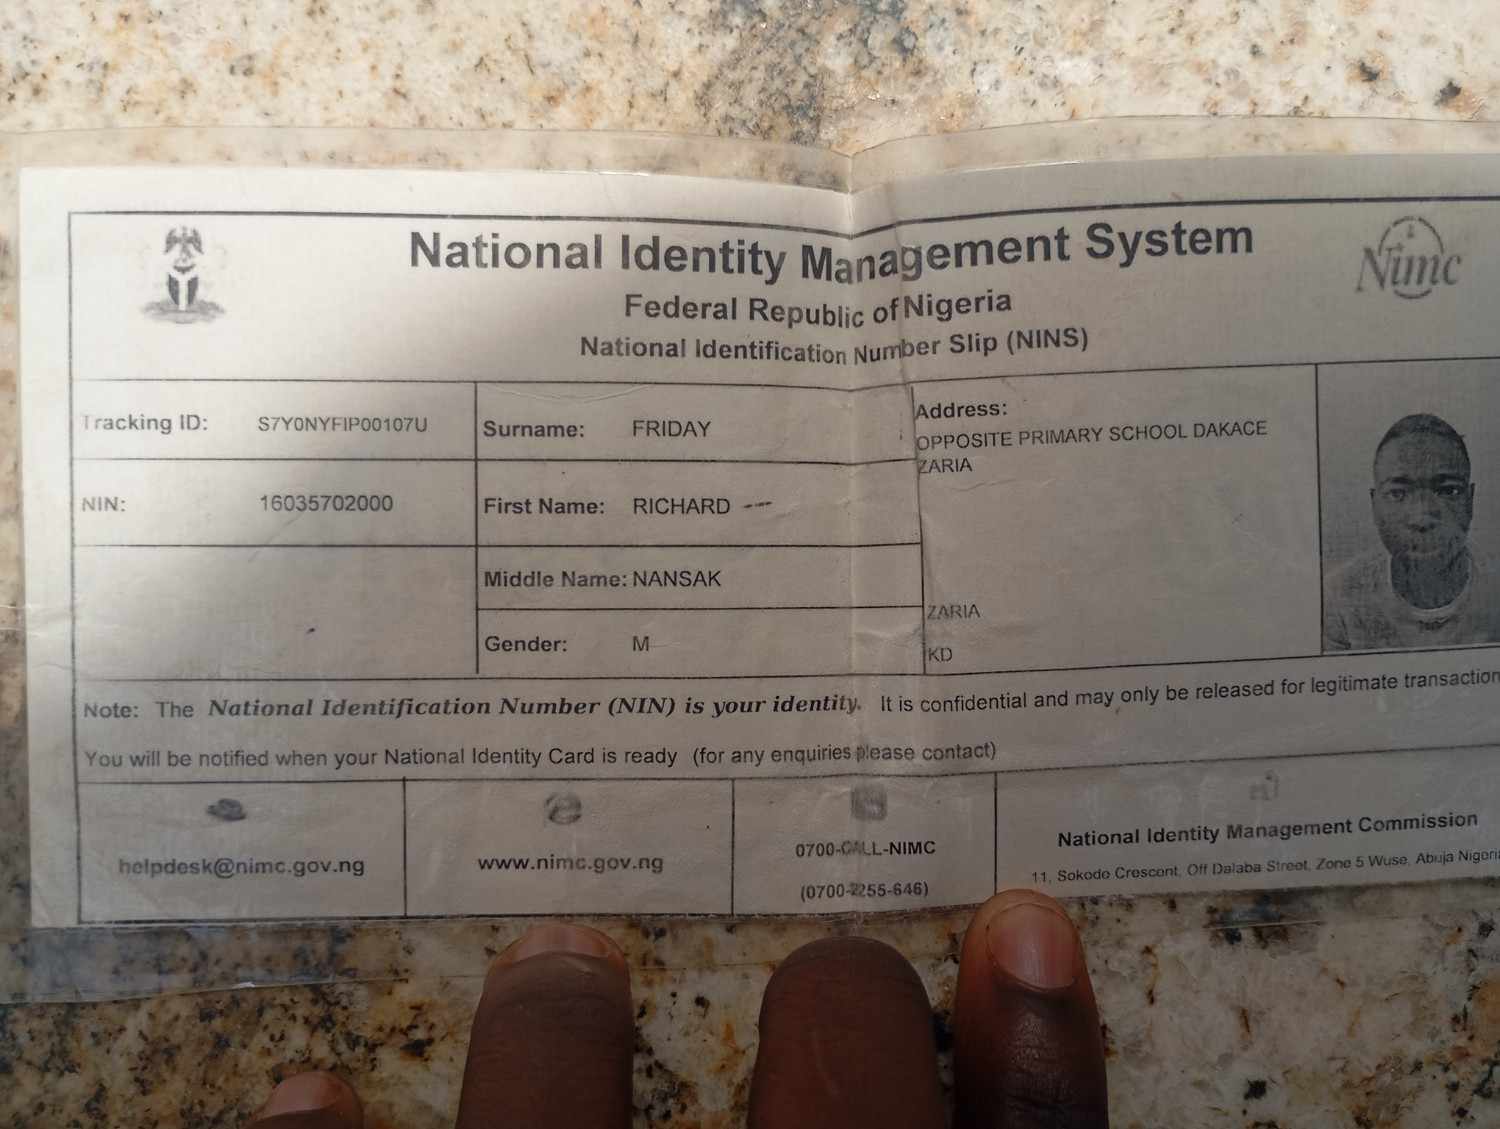 National Identity Management System
Federal Republic of Nigeria
National Identification Number Slip (NINS)
Nimc
Tracking ID: S7Y0NYFIP00107U
Surname: FRIDAY
Address:
OPPOSITE PRIMARY SCHOOL DAKACE
ZARIA
NIN: 16035702000
First Name: RICHARD ---
Middle Name: NANSAK
ZARIA
Gender: M
KD
Note: The National Identification Number (NIN) is your identity. It is confidential and may only be released for legitimate transaction
You will be notified when your National Identity Card is ready (for any enquiries please contact)
helpdesk@nimc.gov.ng
www.nimc.gov.ng
0700-CALL-NIMC
(0700-2255-646)
National Identity Management Commission
11, Sokode Crescent, Off Dalaba Street, Zone 5 Wuse, Abuja Nigeria